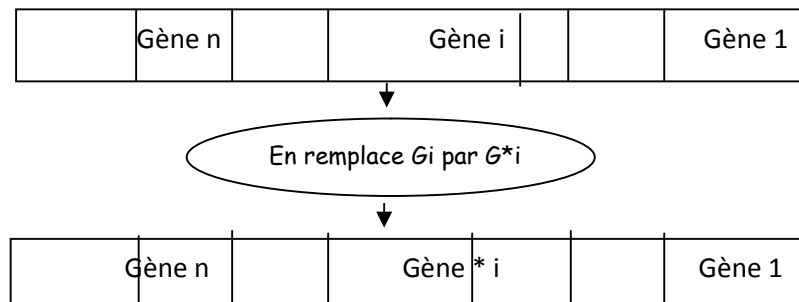 Gène n Gène i Gène 1
En remplace Gi par G*i
Gène n Gène * i Gène 1